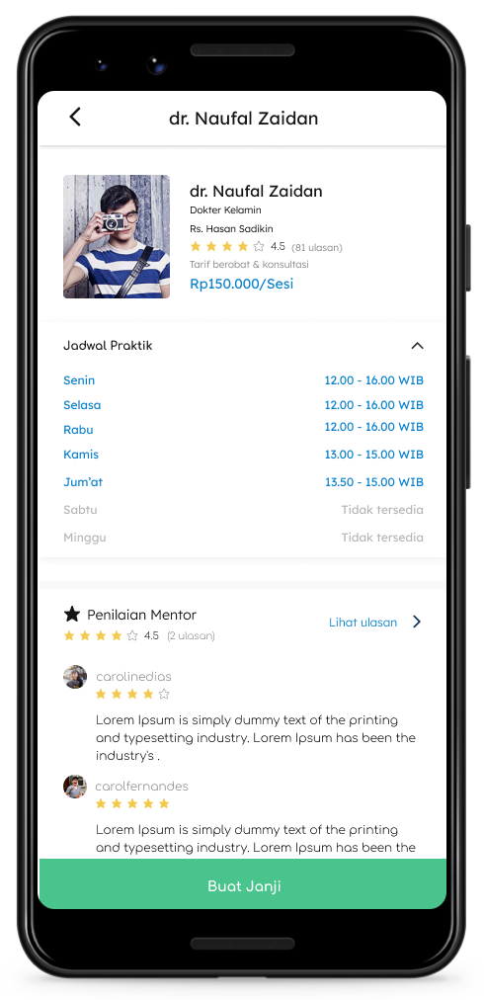 dr. Naufal Zaidan
dr. Naufal Zaidan
Dokter Kelamin
Rs. Hasan Sadikin
4.5 (81 ulasan)
Tarif berobat & konsultasi
Rp150.000/Sesi
Jadwal Praktik
Senin 12.00 - 16.00 WIB
Selasa 12.00 - 16.00 WIB
Rabu 12.00 - 16.00 WIB
Kamis 13.00 - 15.00 WIB
Jum'at 13.50 - 15.00 WIB
Sabtu Tidak tersedia
Minggu Tidak tersedia
Penilaian Mentor
Lihat ulasan
4.5 (2 ulasan)
carolinedias
Lorem Ipsum is simply dummy text of the printing
and typesetting industry. Lorem Ipsum has been the
industry's .
carolfernandes
Lorem Ipsum is simply dummy text of the printing
and typesetting industry. Lorem Ipsum has been the
Buat Janji